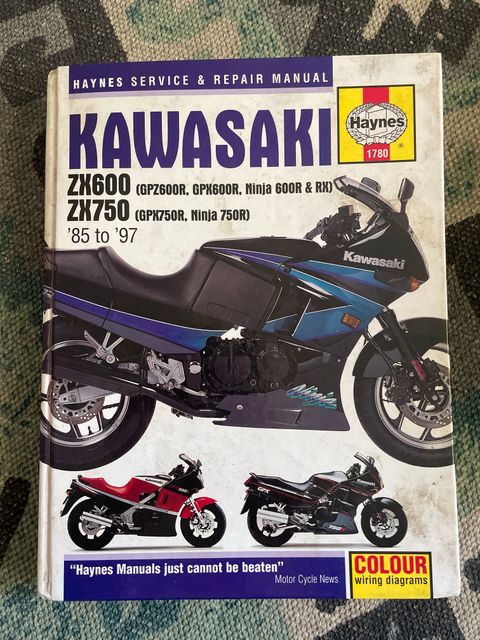 HAYNES SERVICE & REPAIR MANUAL
KAWASAKI
Haynes
1780
ZX600 (GPZ600R, GPX600R, Ninja 600R & RX)
ZX750 (GPX750R, Ninja 750R)
'85 to '97
Kawasaki
Ninja
"Haynes Manuals just cannot be beaten"
Motor Cycle News
COLOUR
wiring diagrams